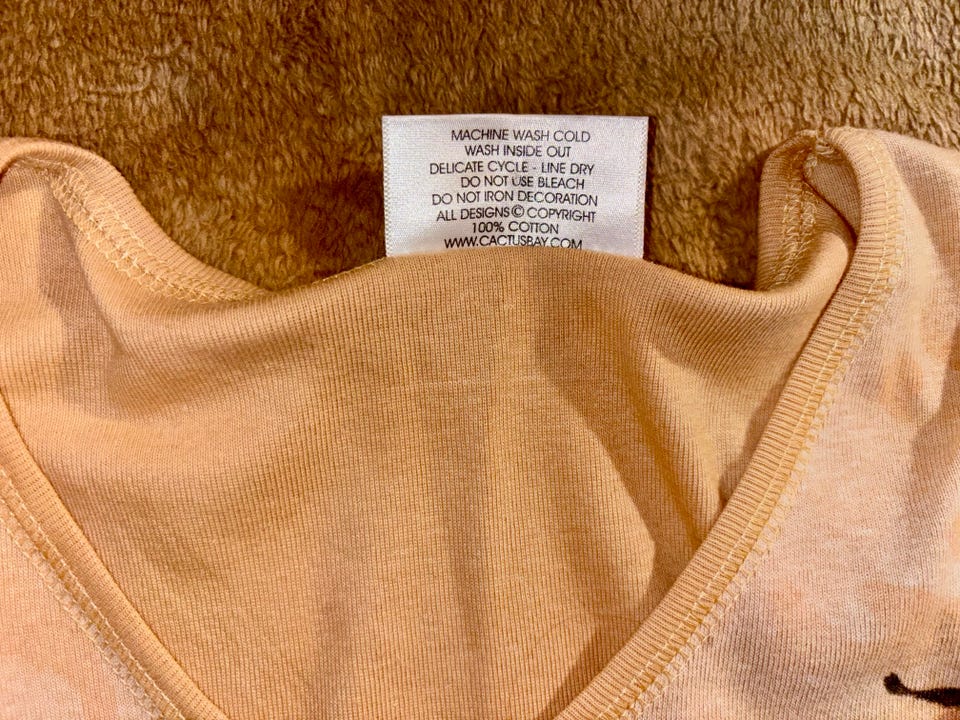 MACHINE WASH COLD
WASH INSIDE OUT
DELICATE CYCLE - LINE DRY
DO NOT USE BLEACH
DO NOT IRON DECORATION
ALL DESIGNS © COPYRIGHT
100% COTTON
WWW.CACTUSBAY.COM